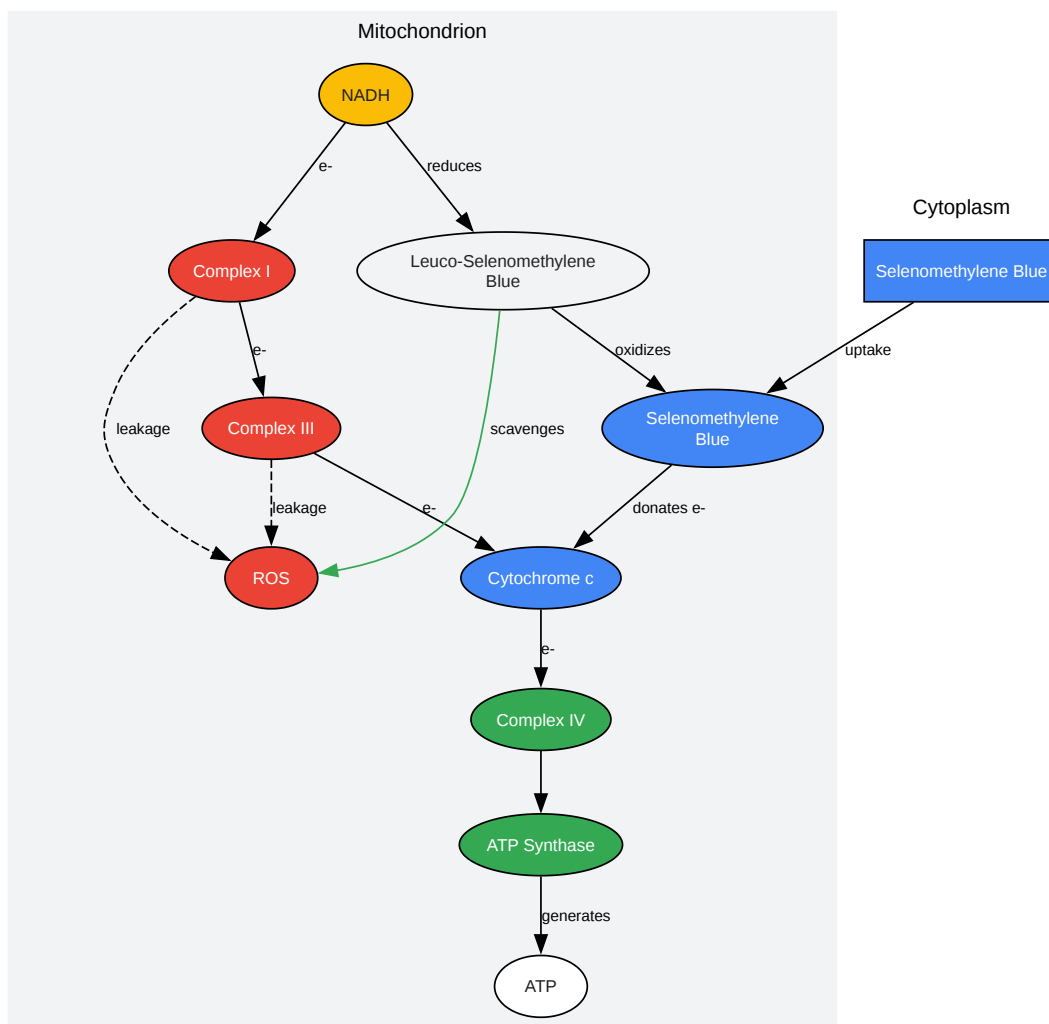 Mitochondrion
NADH
e-
reduces
Cytoplasm
Complex I
Leuco-Selenomethylene
Blue
Selenomethylene Blue
e-
oxidizes
uptake
leakage
Complex III
scavenges
Selenomethylene
Blue
leakage
e-
donates e-
ROS
Cytochrome c
e-
Complex IV
ATP Synthase
generates
ATP